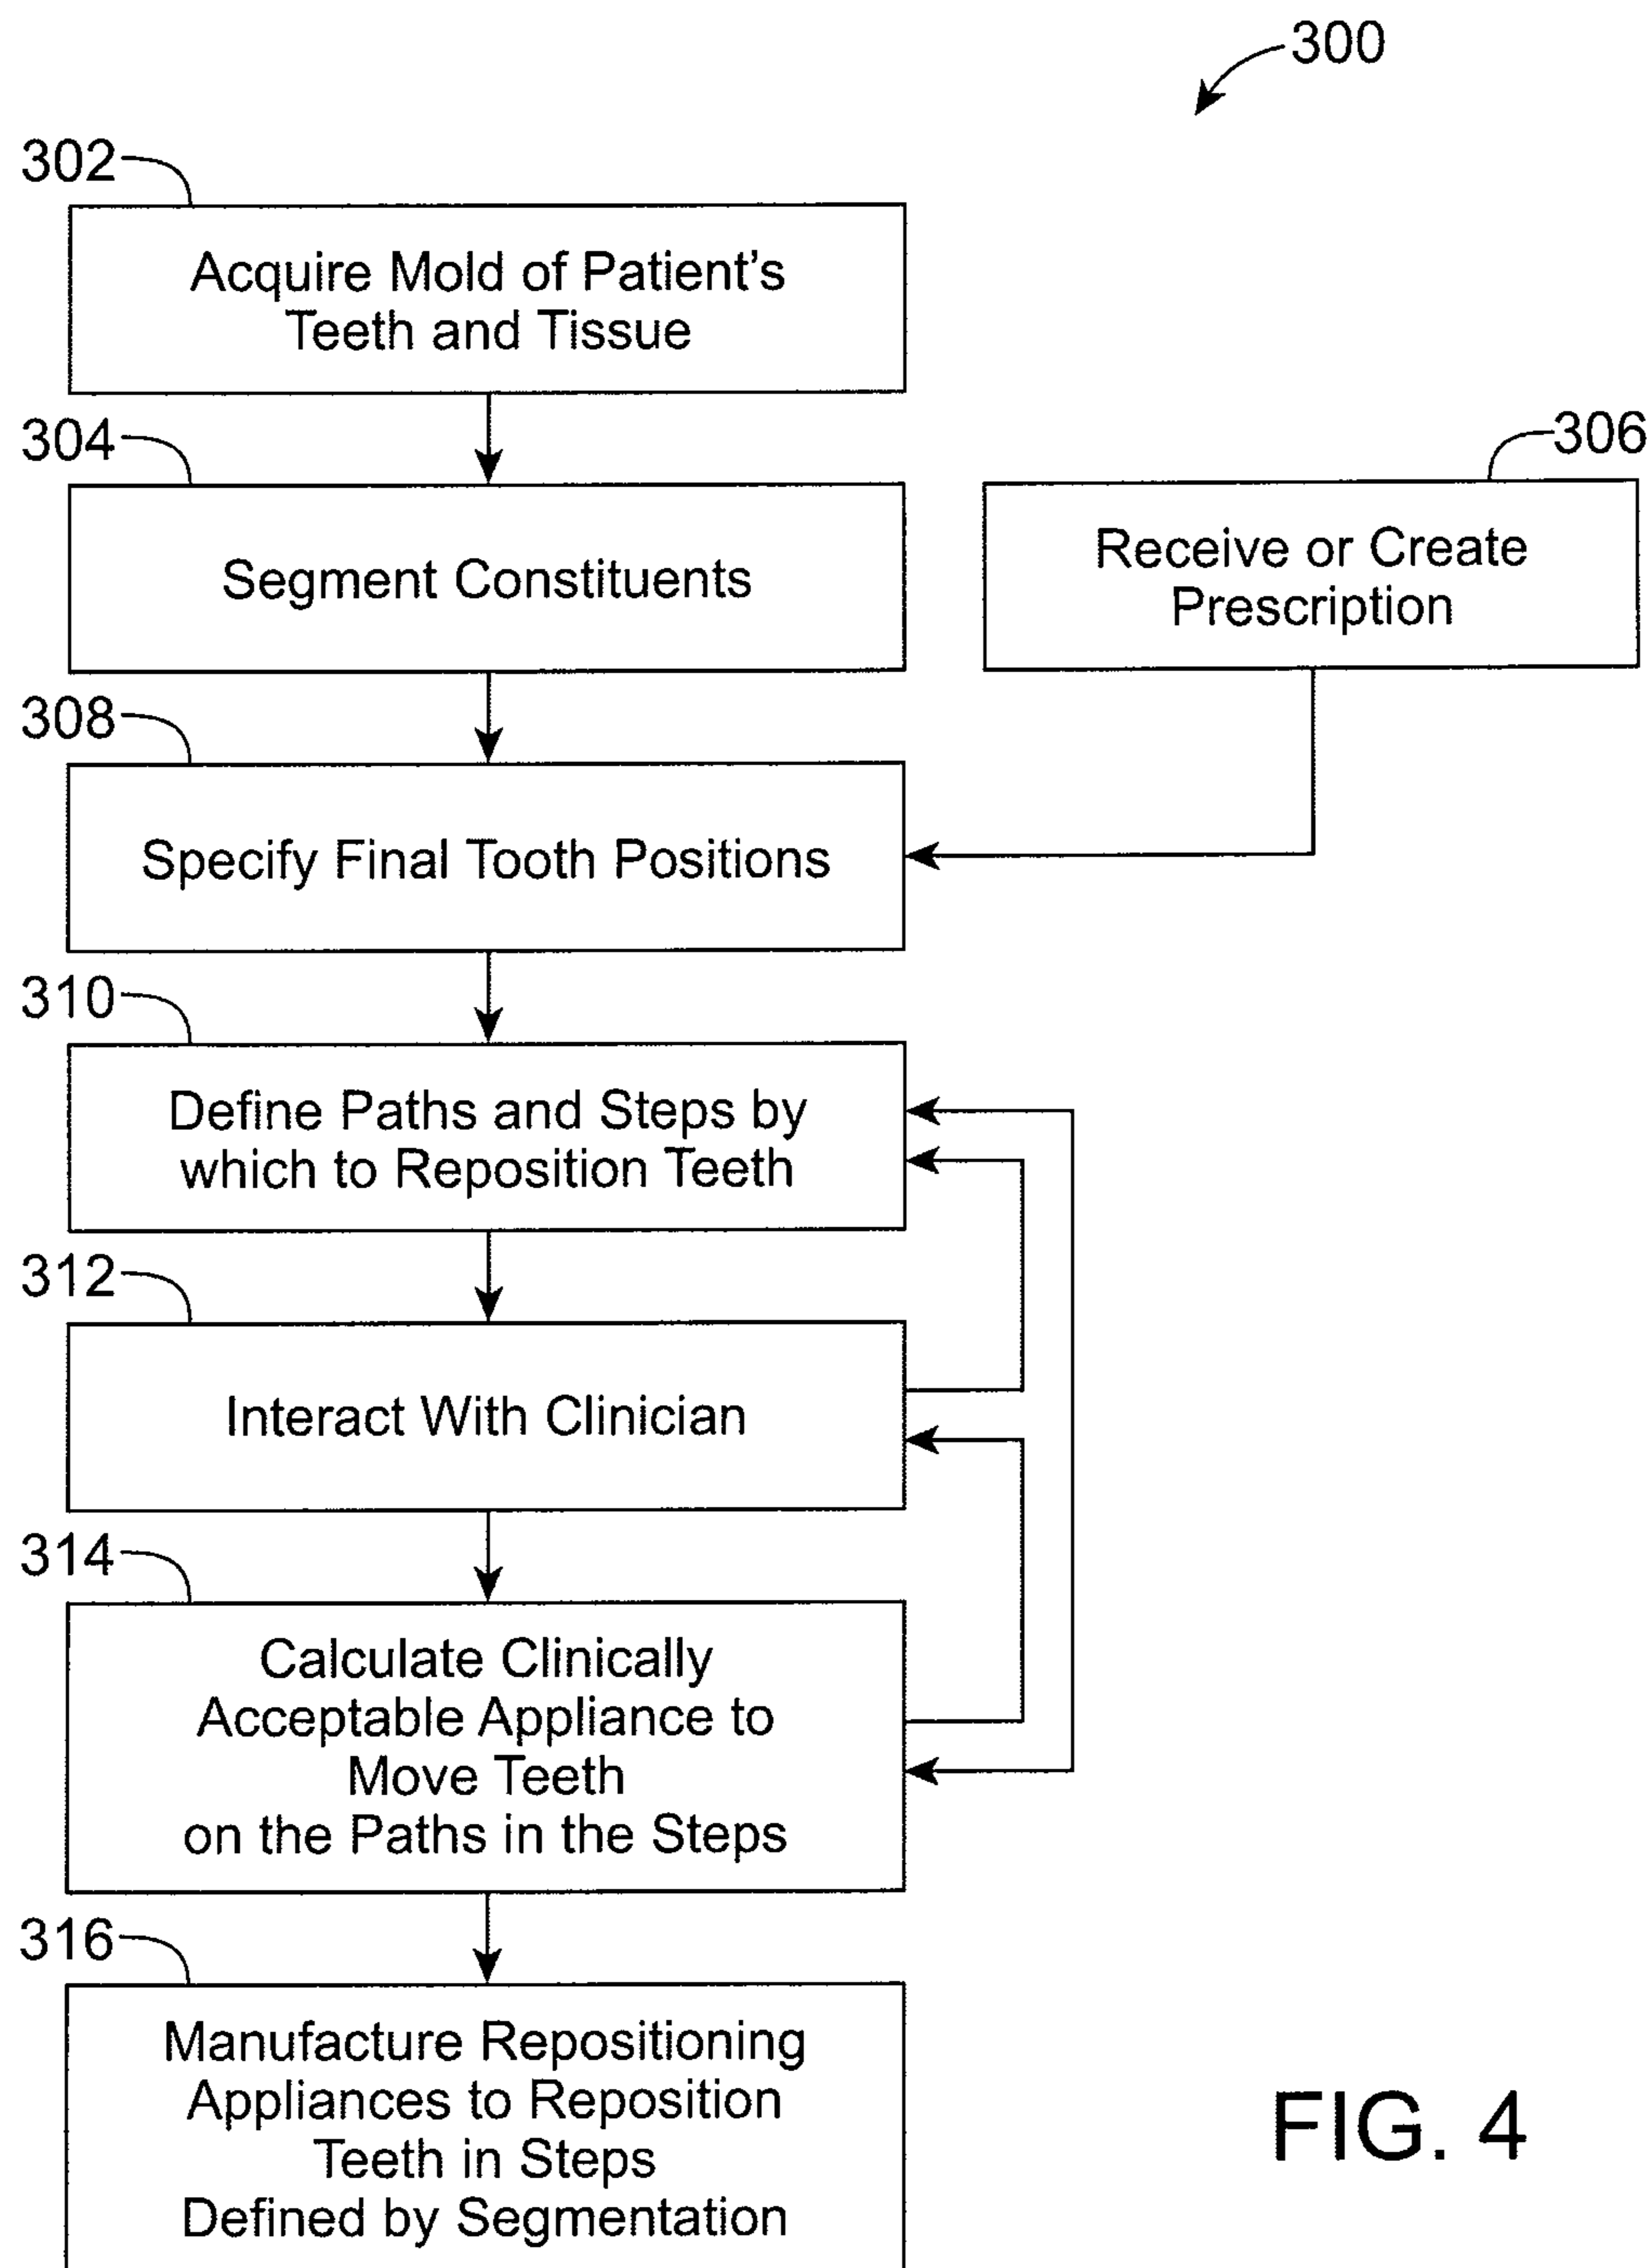 300
302
Acquire Mold of Patient's
Teeth and Tissue
304
Segment Constituents
306
Receive or Create
Prescription
308
Specify Final Tooth Positions
310
Define Paths and Steps by
which to Reposition Teeth
312
Interact With Clinician
314
Calculate Clinically
Acceptable Appliance to
Move Teeth
on the Paths in the Steps
316
Manufacture Repositioning
Appliances to Reposition
Teeth in Steps
Defined by Segmentation
FIG. 4